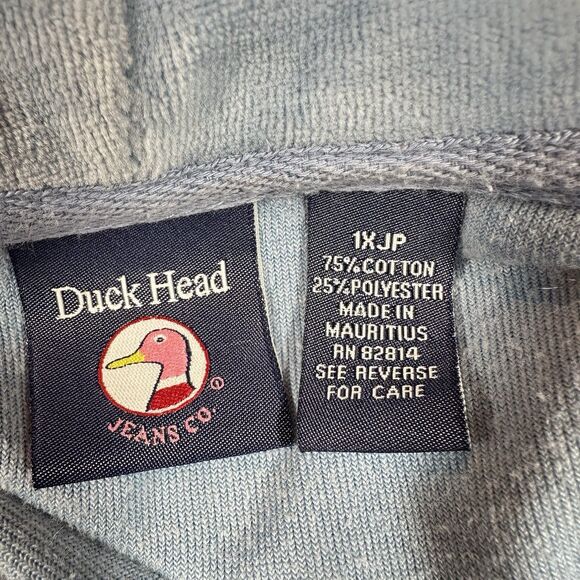 Duck Head
JEANS CO.
1XJP
75%COTTON
25%POLYESTER
MADE IN
MAURITIUS
RN 82814
SEE REVERSE
FOR CARE